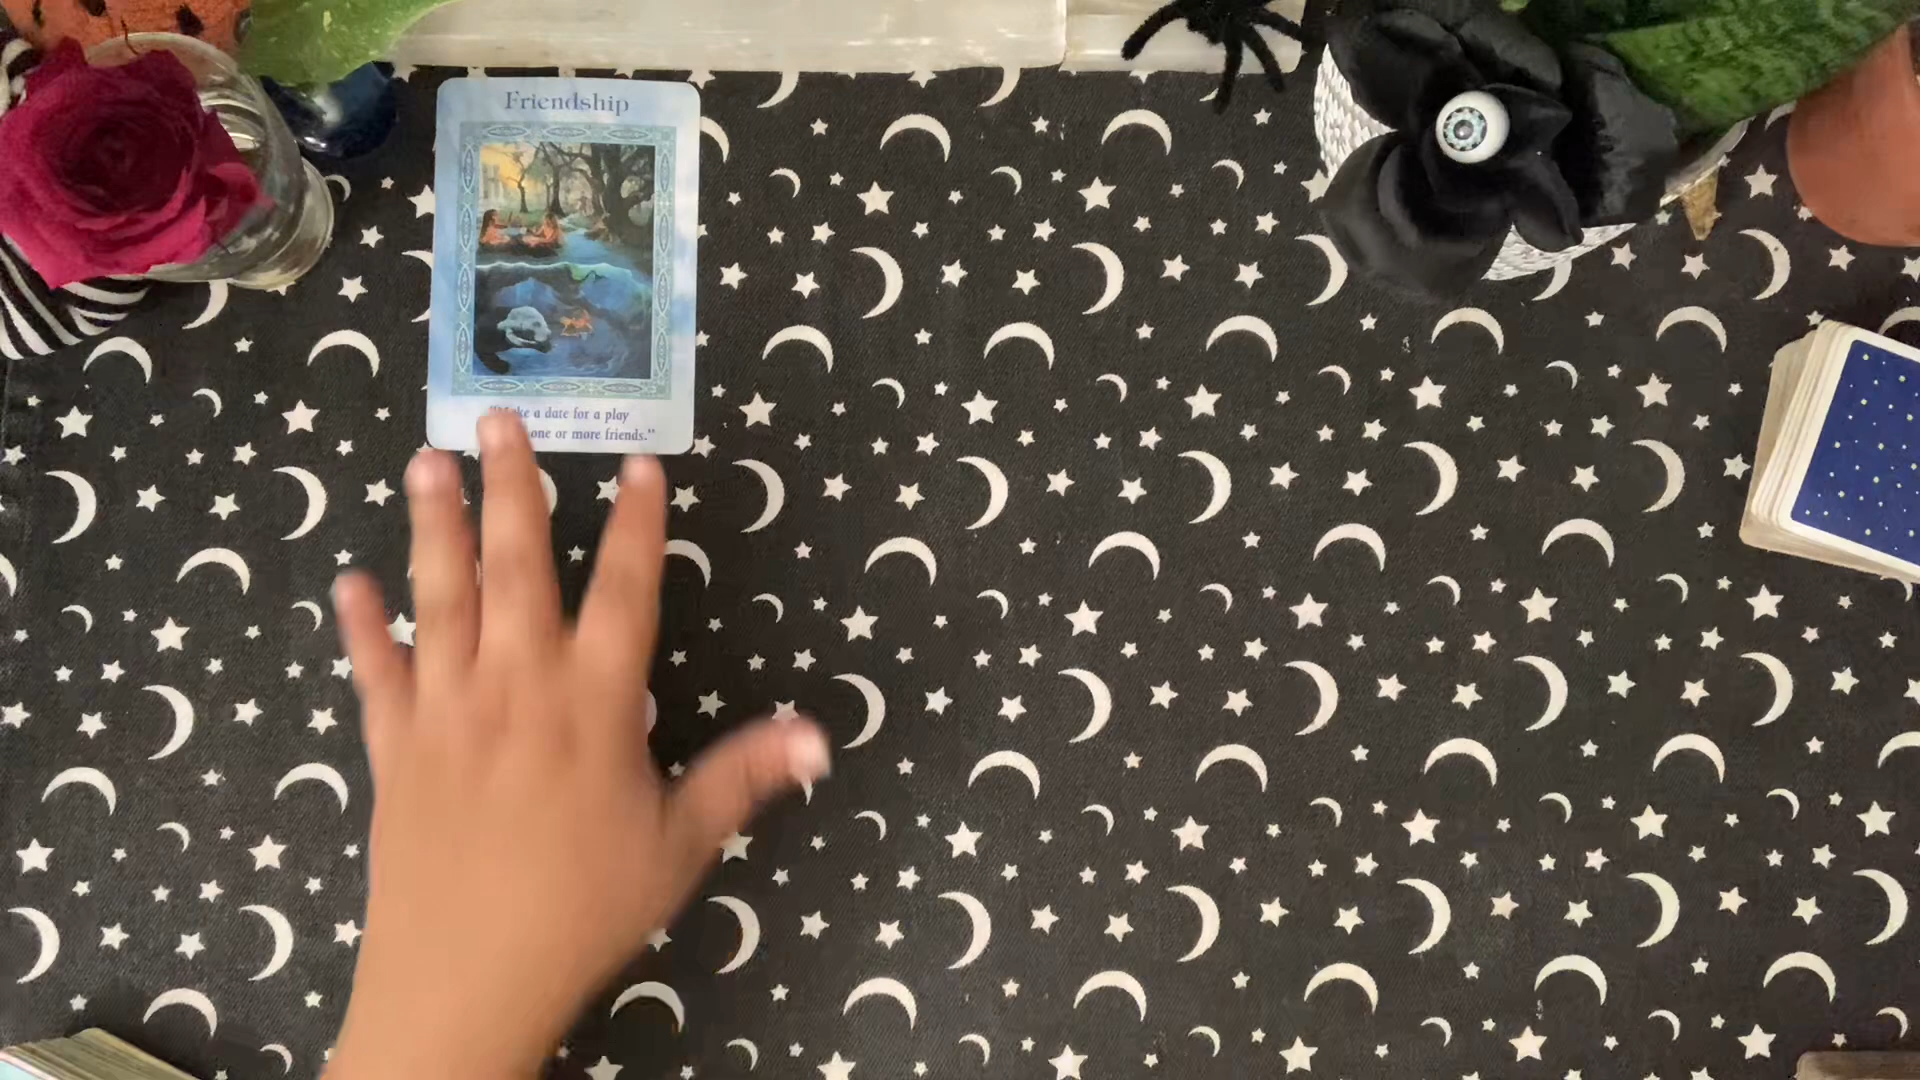 Friendship
"Make a date for a play
one or more friends."